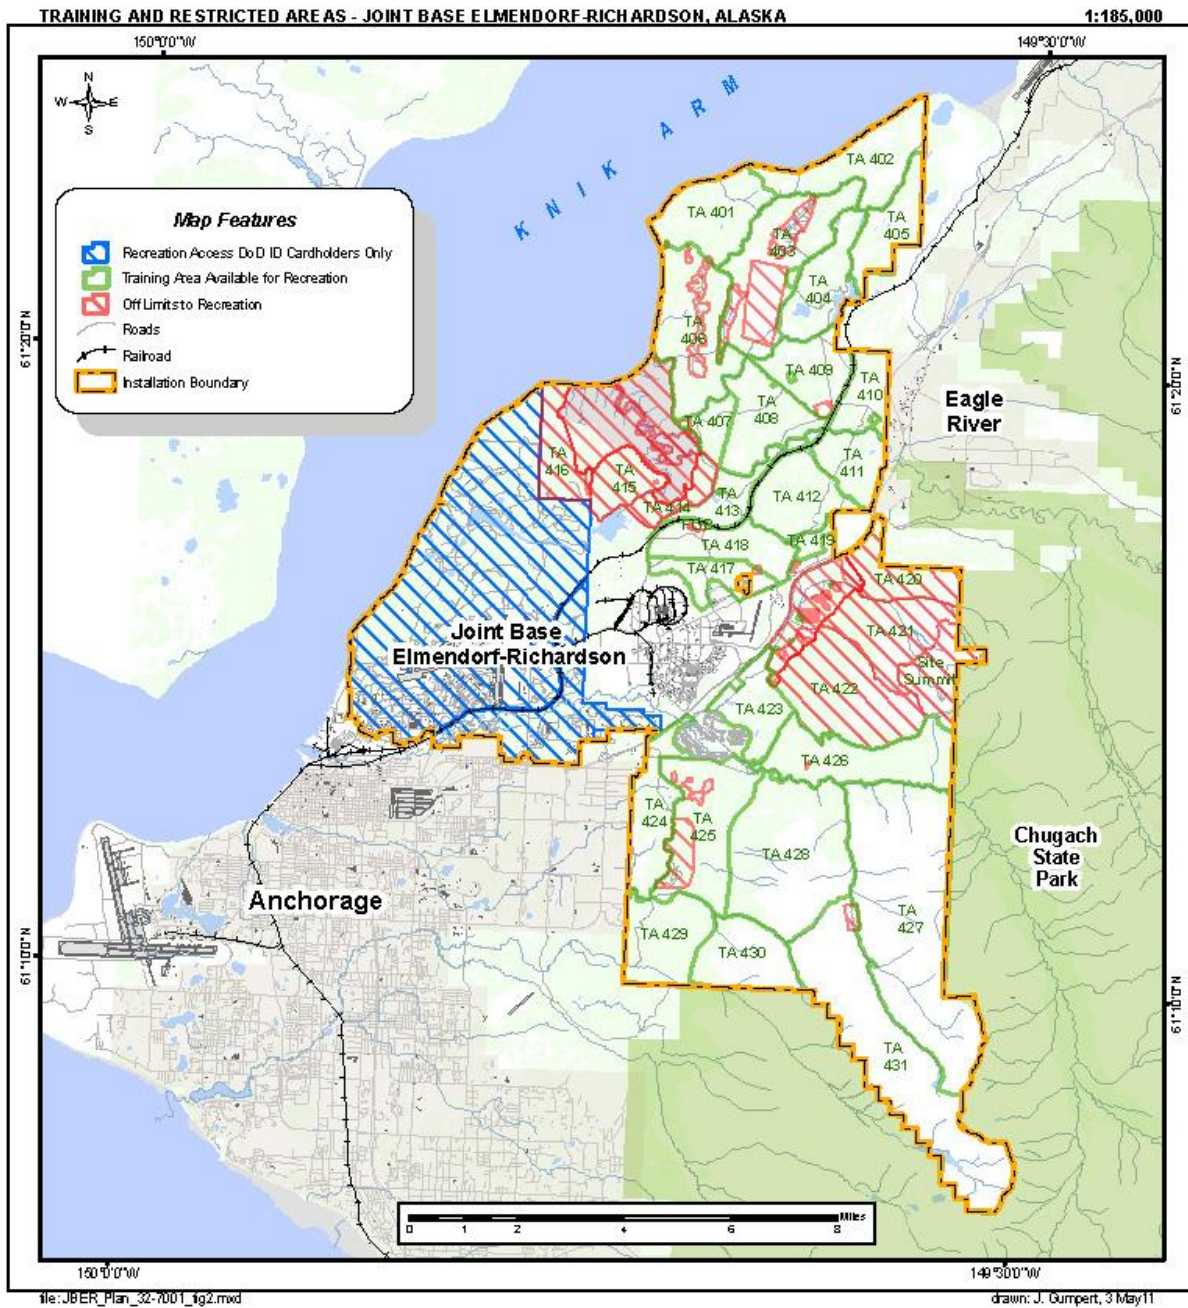 TRAINING AND RESTRICTED AREAS - JOINT BASE ELMENDORF-RICHARDSON, ALASKA
1:185,000
150°0'0"W
149°30'0"W
N
W E
S
KNIK ARM
Map Features
Recreation Access DoD ID Cardholders Only
Training Area Available for Recreation
Off Limits to Recreation
Roads
Railroad
Installation Boundary
61°20'0"N
61°20'0"N
TA 402
TA 401
TA
405
TA
403
TA
404
TA
406
TA
409
TA
410
TA
408
TA 407
Eagle
River
TA
411
TA
416
TA
415
TA 412
TA 414
TA
413
TA 418
TA 419
TA 417
TA 420
TA 421
Joint Base
Elmendorf-Richardson
Site
Summit
TA 422
TA 423
TA 426
TA
424
TA
425
TA 428
Chugach
State
Park
Anchorage
TA
427
TA 429
TA 430
61°10'0"N
61°10'0"N
TA
431
Miles
0 1 2 4 6 8
150°0'0"W
149°30'0"W
file: JBER_Plan_32-7001_fig2.mxd
drawn: J. Gumpert, 3 May11